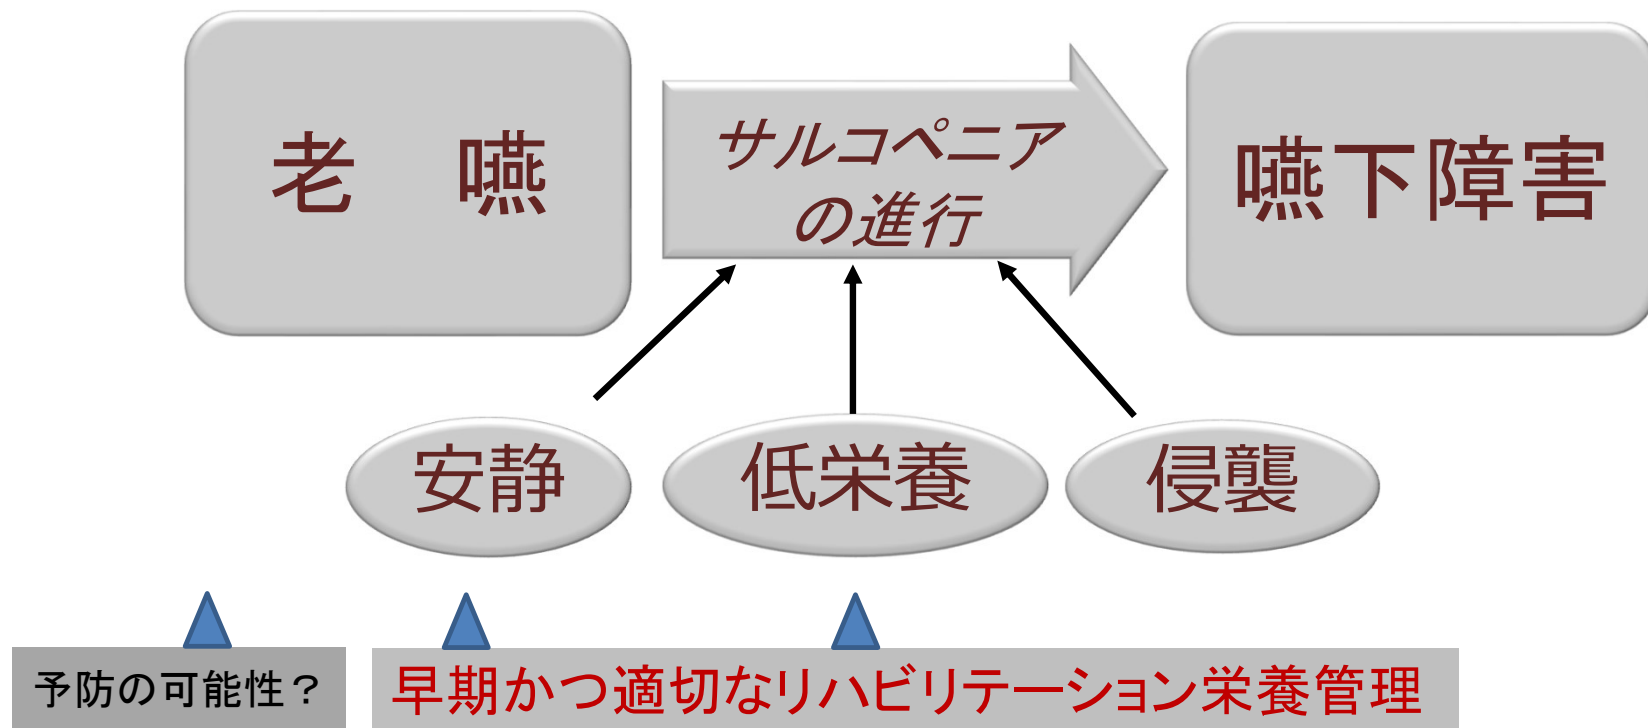 老　嚥
サルコペニア
の進行
嚥下障害
安静
低栄養
侵襲
予防の可能性？
早期かつ適切なリハビリテーション栄養管理